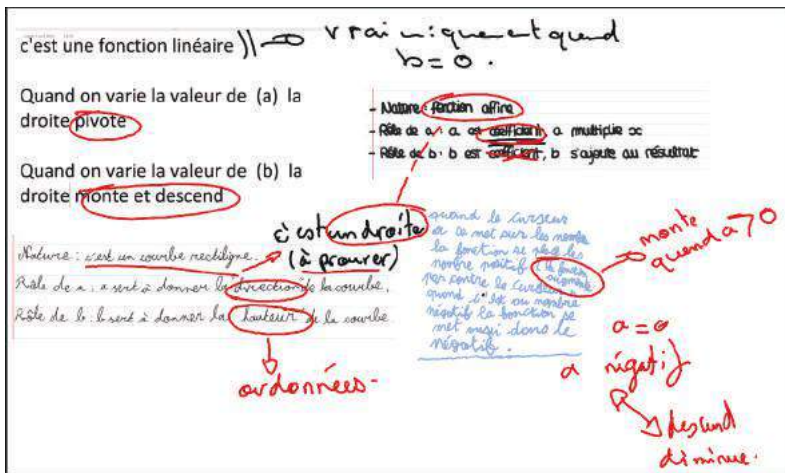 c'est une fonction linéaire
vrai uniquement quand
b=0.
Quand on varie la valeur de (a) la
droite pivote
Quand on varie la valeur de (b) la
droite monte et descend
- Nature : fonction affine
- Rôle de a : a est coefficient, a multiplie x
- Rôle de b : b est coefficient, b s'ajoute au résultat
c'est un droite
(à prouver)
Nature : c'est un courbe rectiligne.
Rôle de a : a sert à donner la direction de la courbe.
Rôle de b : b sert à donner la hauteur de la courbe
ordonnées-
quand le curseur
a ce met sur les
la fonction se place les
nombre positif (la fonction
augmente
par contre le curseur
quand c'est au nombre
négatif la fonction se
met aussi dans le
négatif.
monte
quand a>0
a=0
a négatif
descend
diminue.